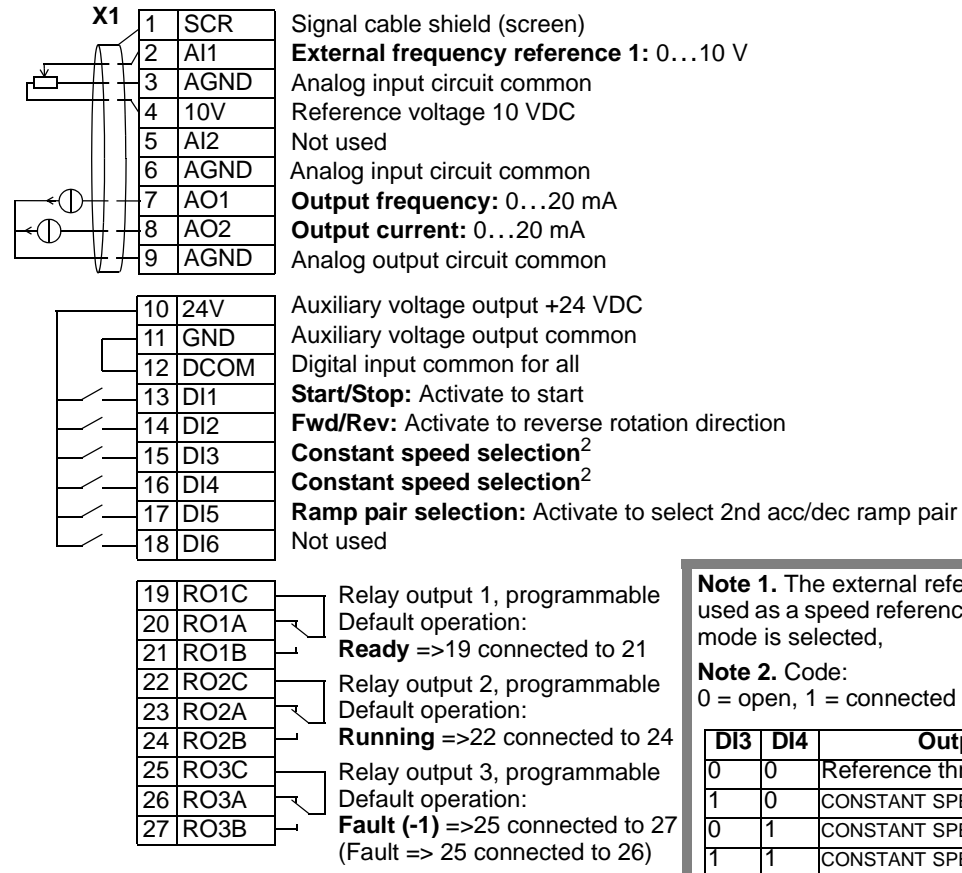 X1
1 SCR Signal cable shield (screen)
2 AI1 External frequency reference 1: 0…10 V
3 AGND Analog input circuit common
4 10V Reference voltage 10 VDC
5 AI2 Not used
6 AGND Analog input circuit common
7 AO1 Output frequency: 0…20 mA
8 AO2 Output current: 0…20 mA
9 AGND Analog output circuit common
10 24V Auxiliary voltage output +24 VDC
11 GND Auxiliary voltage output common
12 DCOM Digital input common for all
13 DI1 Start/Stop: Activate to start
14 DI2 Fwd/Rev: Activate to reverse rotation direction
15 DI3 Constant speed selection2
16 DI4 Constant speed selection2
17 DI5 Ramp pair selection: Activate to select 2nd acc/dec ramp pair
18 DI6 Not used
19 RO1C Relay output 1, programmable
20 RO1A Default operation:
21 RO1B Ready =>19 connected to 21
22 RO2C Relay output 2, programmable
23 RO2A Default operation:
24 RO2B Running =>22 connected to 24
25 RO3C Relay output 3, programmable
26 RO3A Default operation:
27 RO3B Fault (-1) =>25 connected to 27
(Fault => 25 connected to 26)
Note 1. The external refe
used as a speed referenc
mode is selected,
Note 2. Code:
0 = open, 1 = connected
DI3 DI4 Outp
0 0 Reference thr
1 0 CONSTANT SPE
0 1 CONSTANT SPE
1 1 CONSTANT SPE